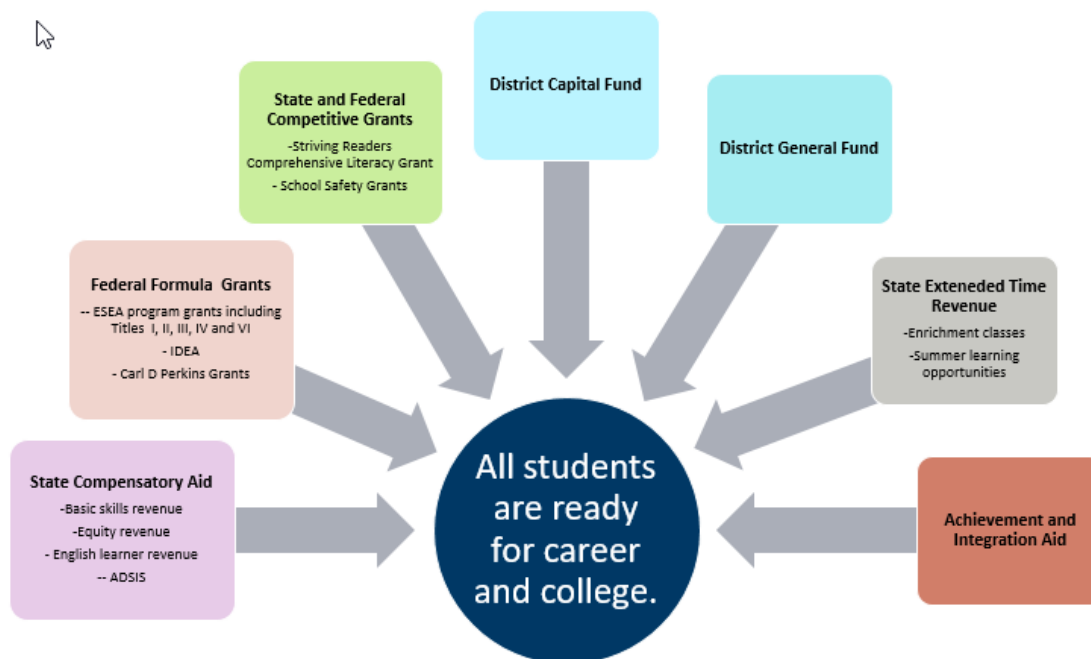 District Capital Fund
State and Federal
Competitive Grants
-Striving Readers
Comprehensive Literacy Grant
- School Safety Grants
District General Fund
Federal Formula Grants
-- ESEA program grants including
Titles I, II, III, IV and VI
- IDEA
- Carl D Perkins Grants
State Exteneded Time
Revenue
-Enrichment classes
-Summer learning
opportunities
State Compensatory Aid
-Basic skills revenue
-Equity revenue
- English learner revenue
-- ADSIS
All students
are ready
for career
and college.
Achievement and
Integration Aid